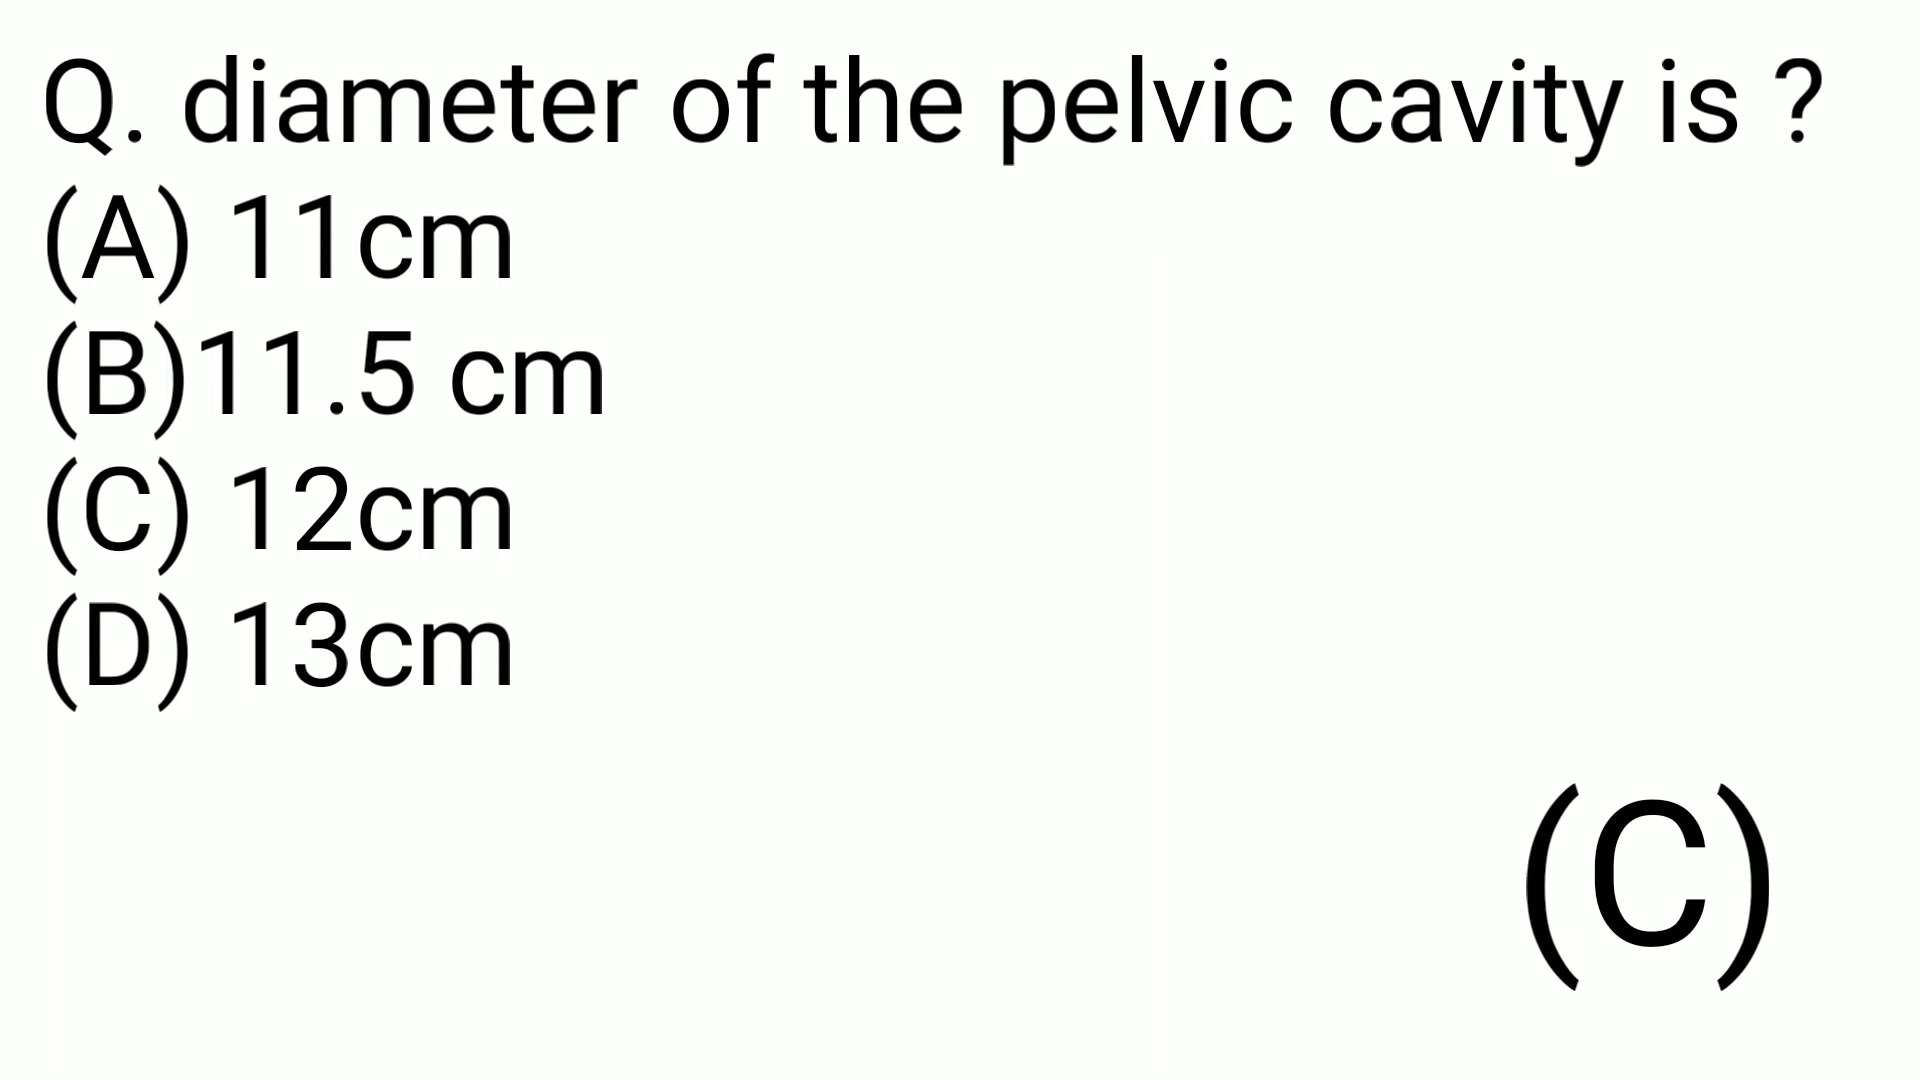 Q. diameter of the pelvic cavity is ?
(A) 11cm
(B)11.5 cm
(C) 12cm
(D) 13cm
(C)